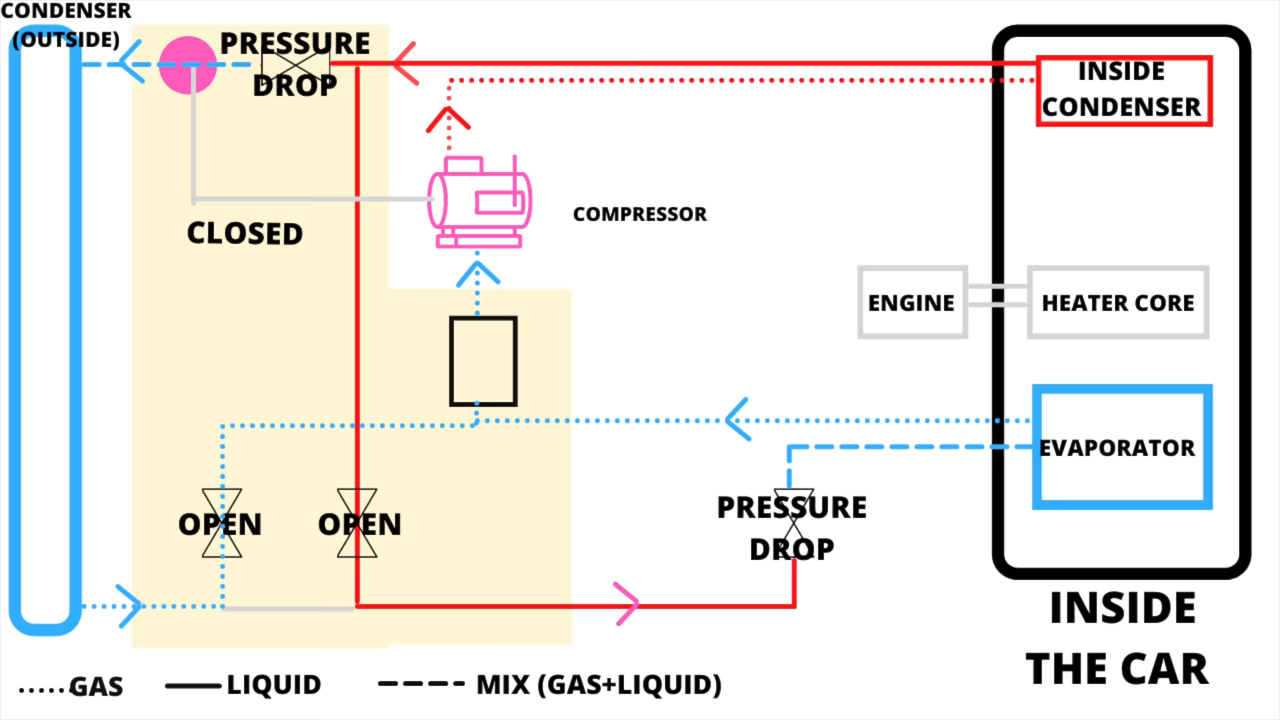 CONDENSER
(OUTSIDE)
PRESSURE
DROP
INSIDE
CONDENSER
COMPRESSOR
CLOSED
ENGINE
HEATER CORE
EVAPORATOR
OPEN
OPEN
PRESSURE
DROP
INSIDE
THE CAR
GAS
LIQUID
MIX (GAS+LIQUID)